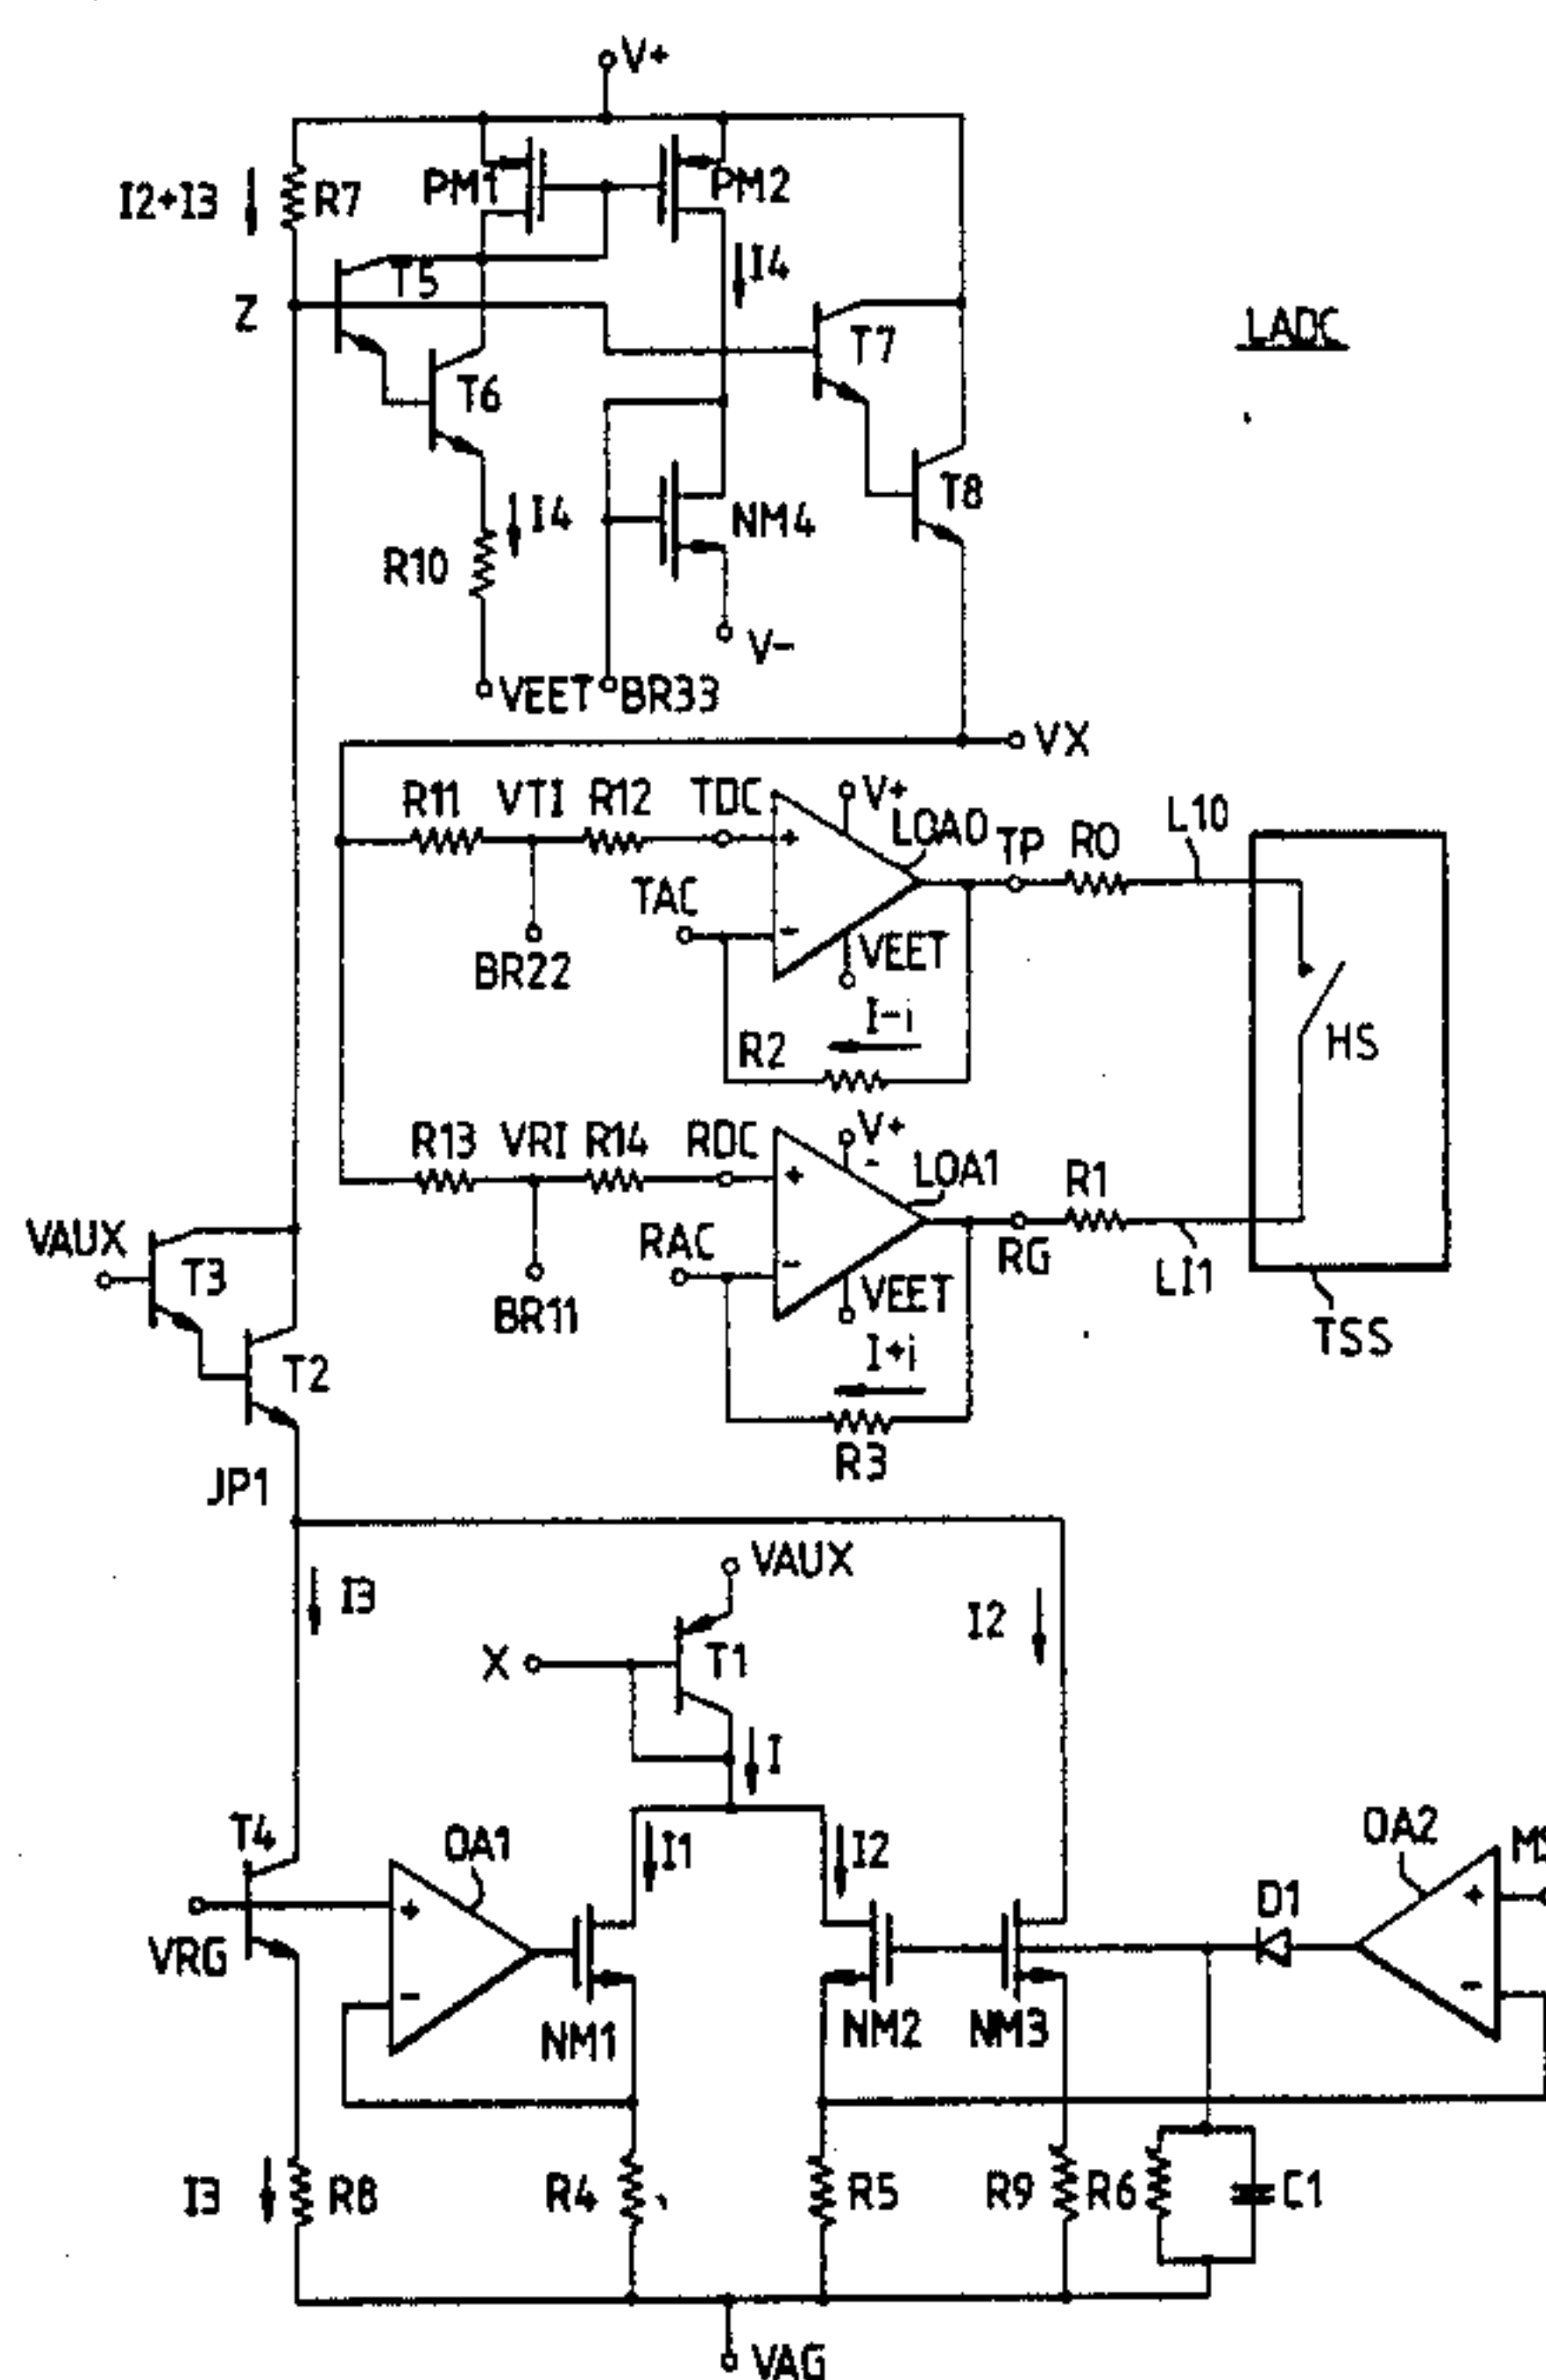 V+
I2+I3
R7
PM1
PM2
T5
I4
Z
T7
LADC
T6
T8
I4
NM4
R10
V-
VEET
BR33
VX
R11
VTI
R12
TDC
V+
LOA0
TP
R0
L10
+
TAC
-
VEET
BR22
I-i
R2
HS
R13
VRI
R14
RDC
V+
-
LOA1
R1
+
VAUX
T3
RAC
-
RG
LI1
BR11
VEET
TSS
I+i
T2
R3
JP1
VAUX
I3
I2
X
T1
I
T4
OA1
I1
I2
OA2
MS
+
D1
+
VRG
-
-
NM1
NM2
NM3
I3
R8
R4
R5
R9
R6
C1
VAG